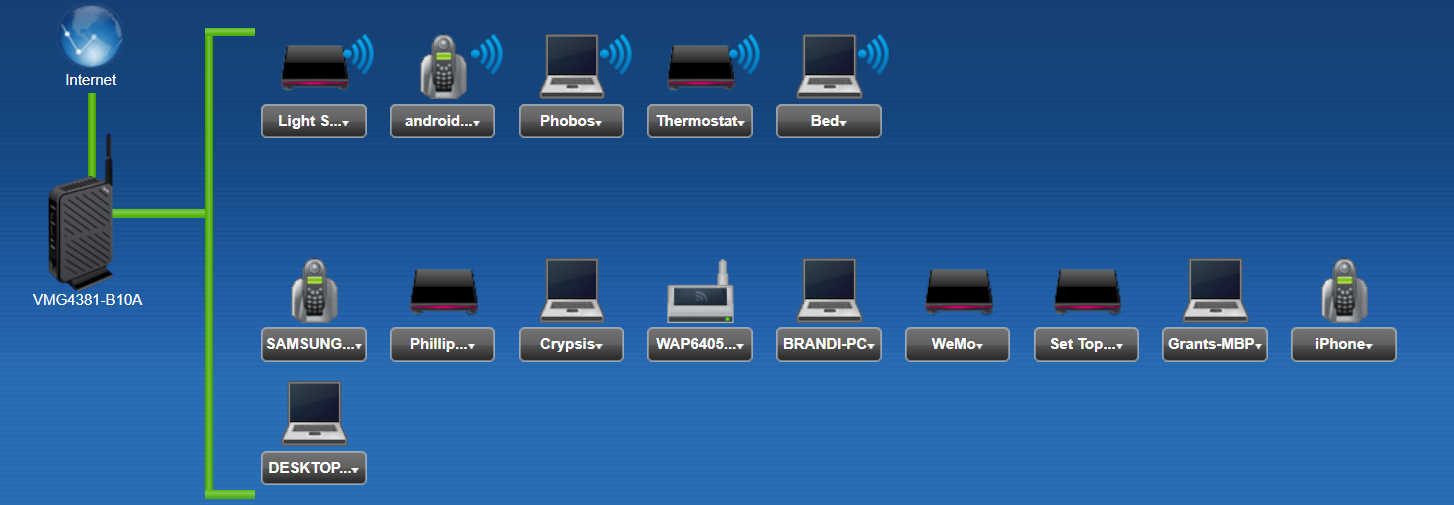 Internet
Light S...
android...
Phobos
Thermostat
Bed
VMG4381-B10A
SAMSUNG...
Phillip...
Crypsis
WAP6405...
BRANDI-PC
WeMo
Set Top...
Grants-MBP
iPhone
DESKTOP...